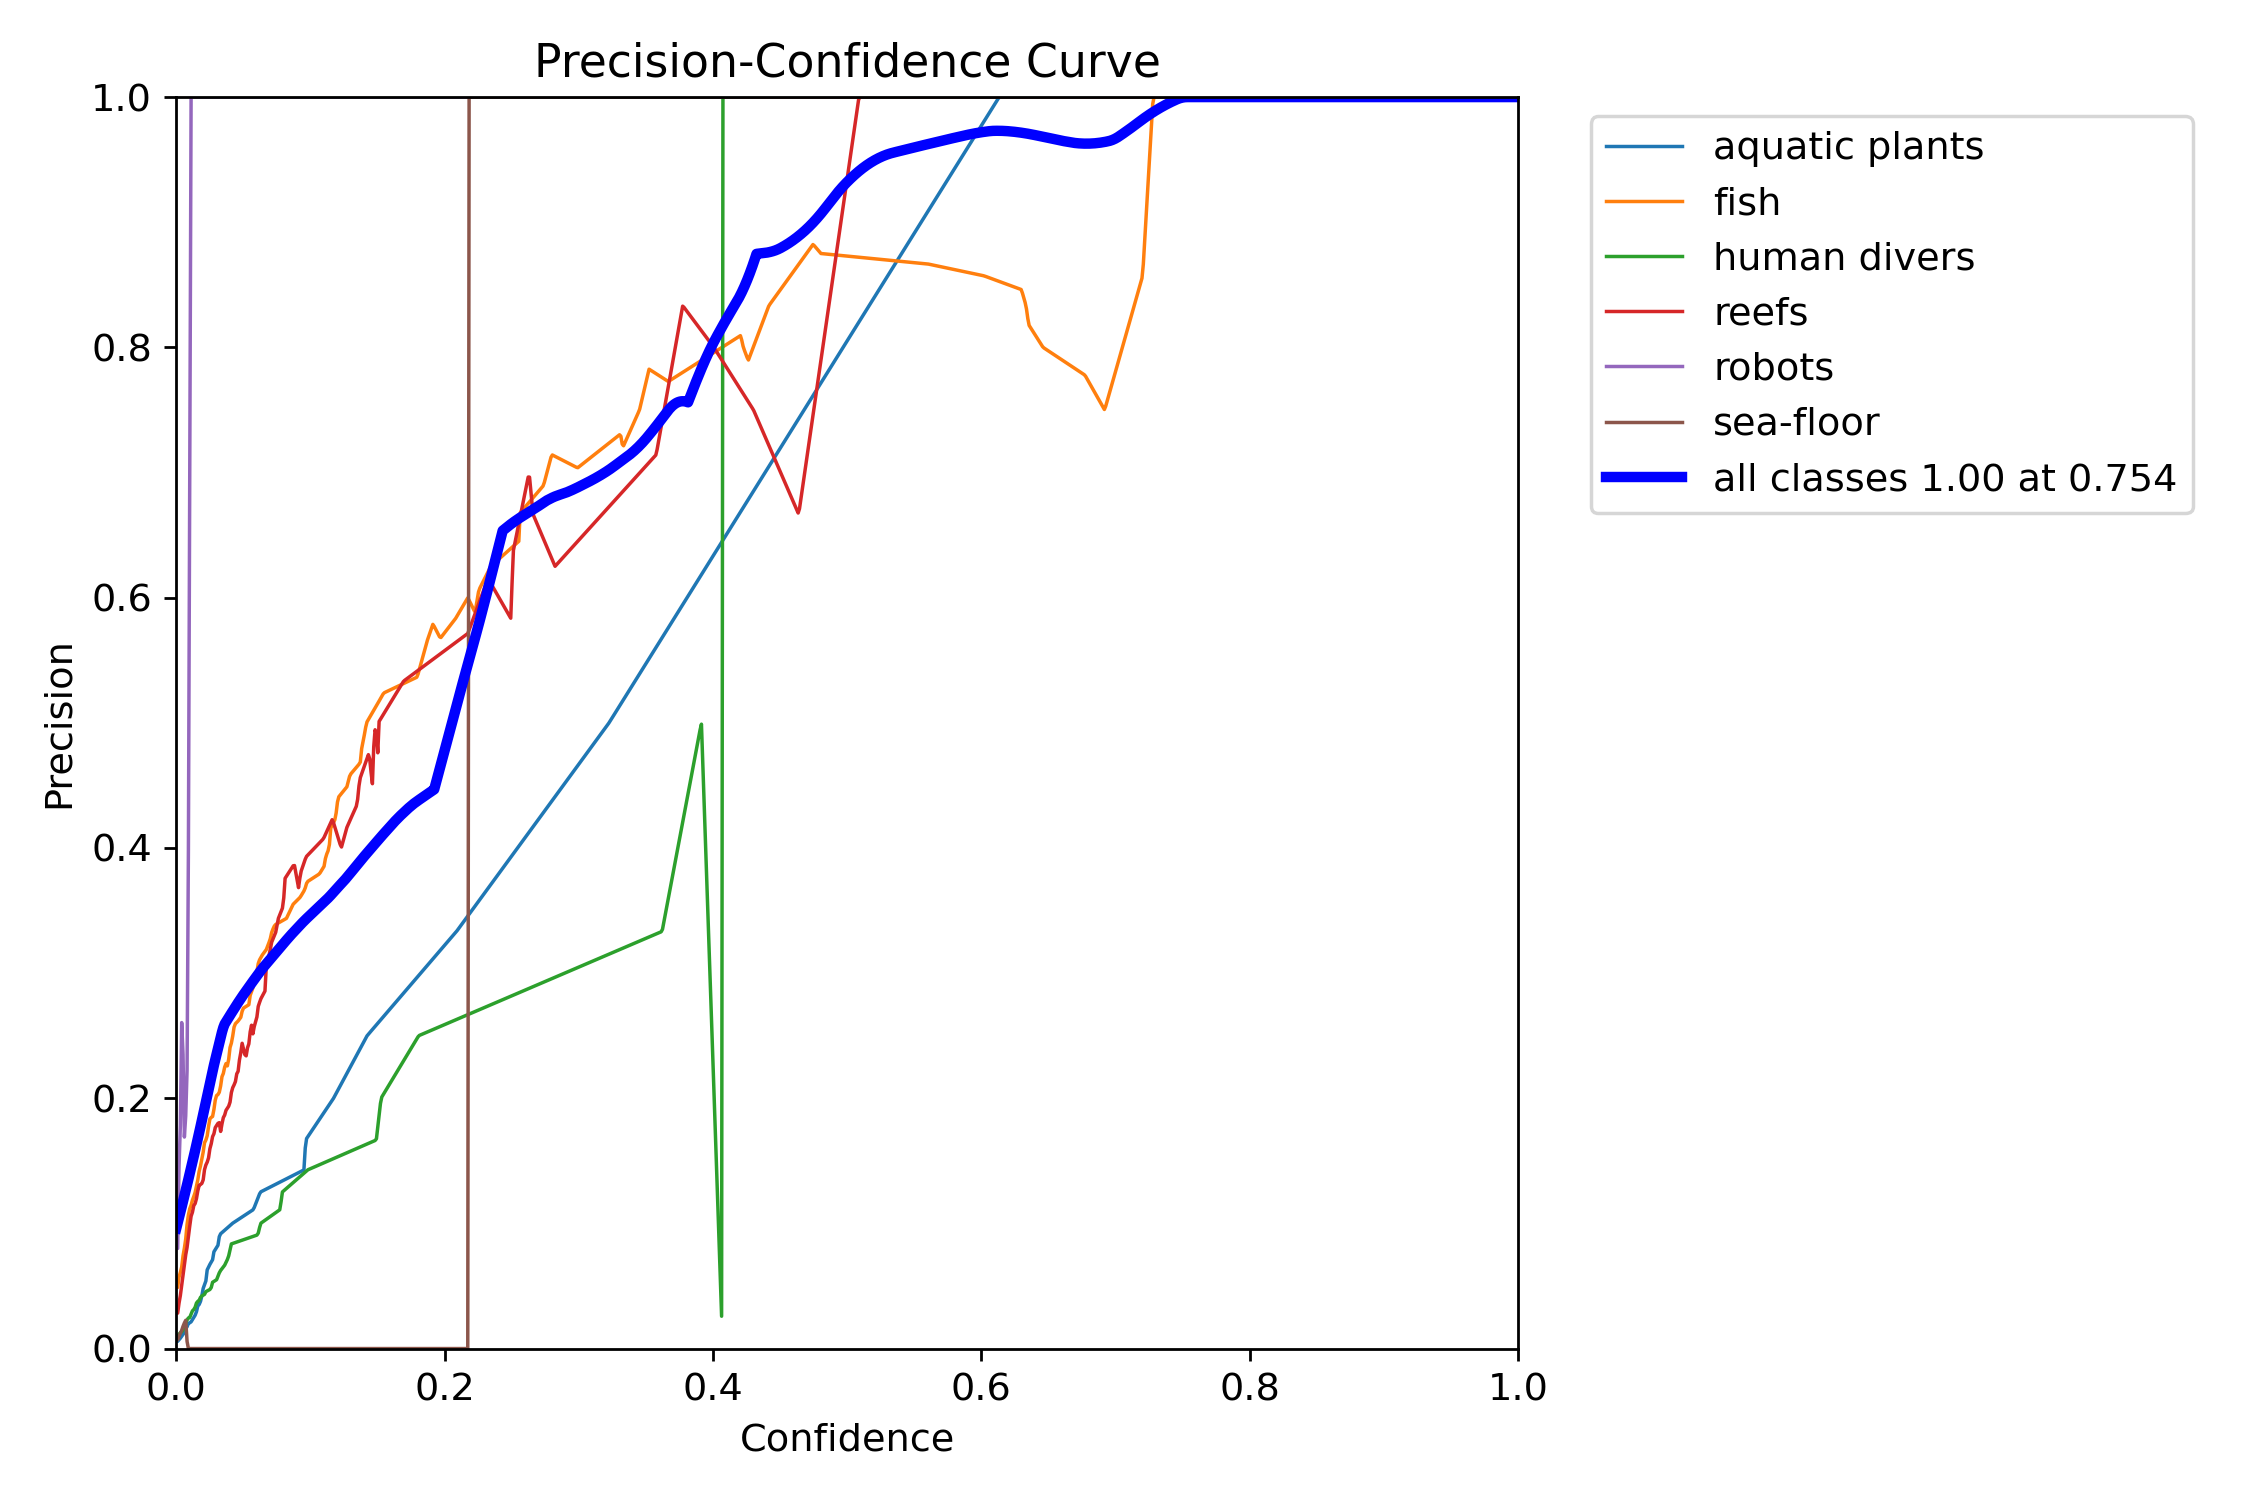 Precision-Confidence Curve
1.0
0.8
0.6
0.4
0.2
0.0
Precision
0.0 0.2 0.4 0.6 0.8 1.0
Confidence
aquatic plants
fish
human divers
reefs
robots
sea-floor
all classes 1.00 at 0.754